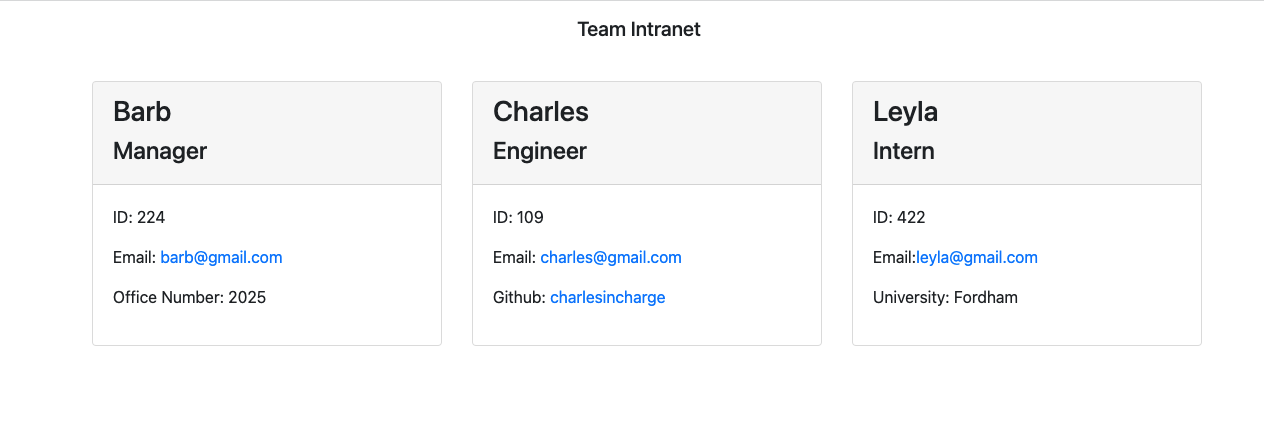 Team Intranet
Barb
Manager
ID: 224
Email: barb@gmail.com
Office Number: 2025
Charles
Engineer
ID: 109
Email: charles@gmail.com
Github: charlesincharge
Leyla
Intern
ID: 422
Email:leyla@gmail.com
University: Fordham